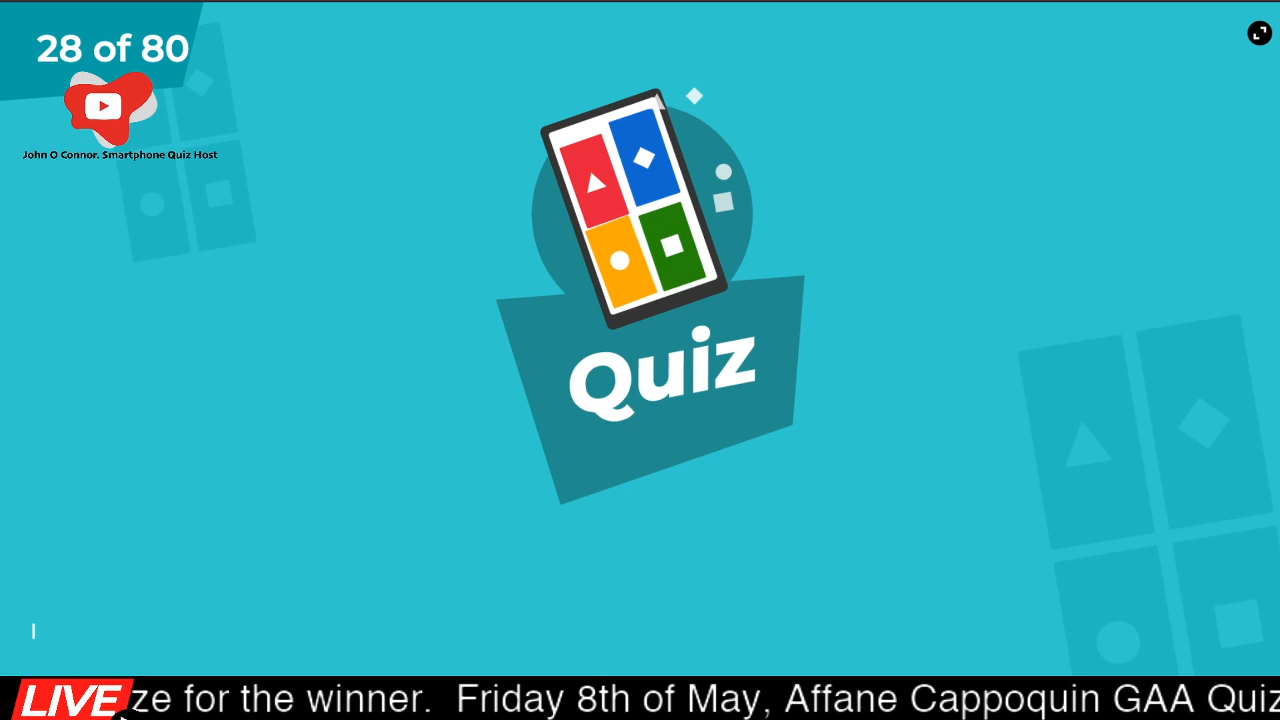 28 of 80
John O Connor. Smartphone Quiz Host
Quiz
LIVE
ze for the winner.  Friday 8th of May, Affane Cappoquin GAA Quiz